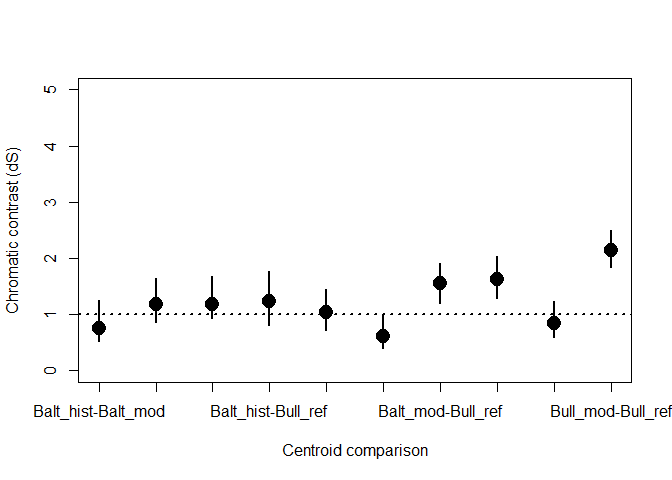 5
4
3
2
1
0
Chromatic contrast (dS)
Balt_hist-Balt_mod Balt_hist-Bull_ref Balt_mod-Bull_ref Bull_mod-Bull_ref
Centroid comparison